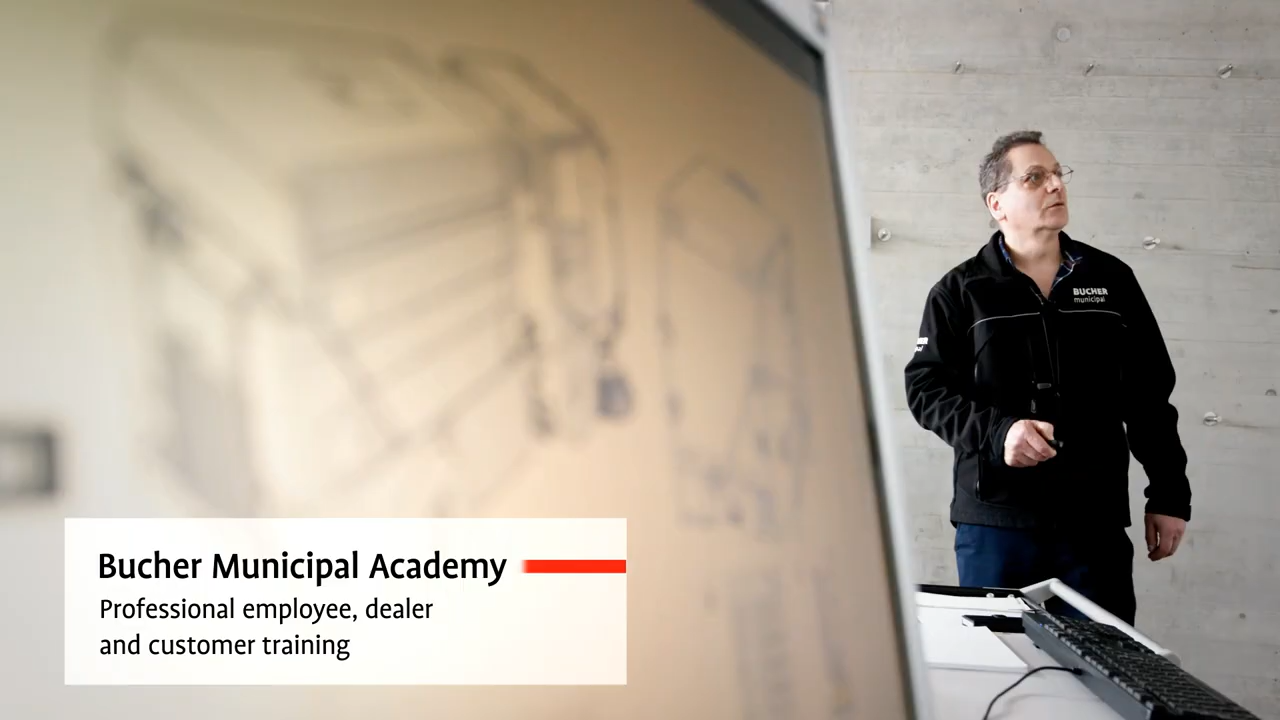 BUCHER
municipal
Bucher Municipal Academy
Professional employee, dealer
and customer training